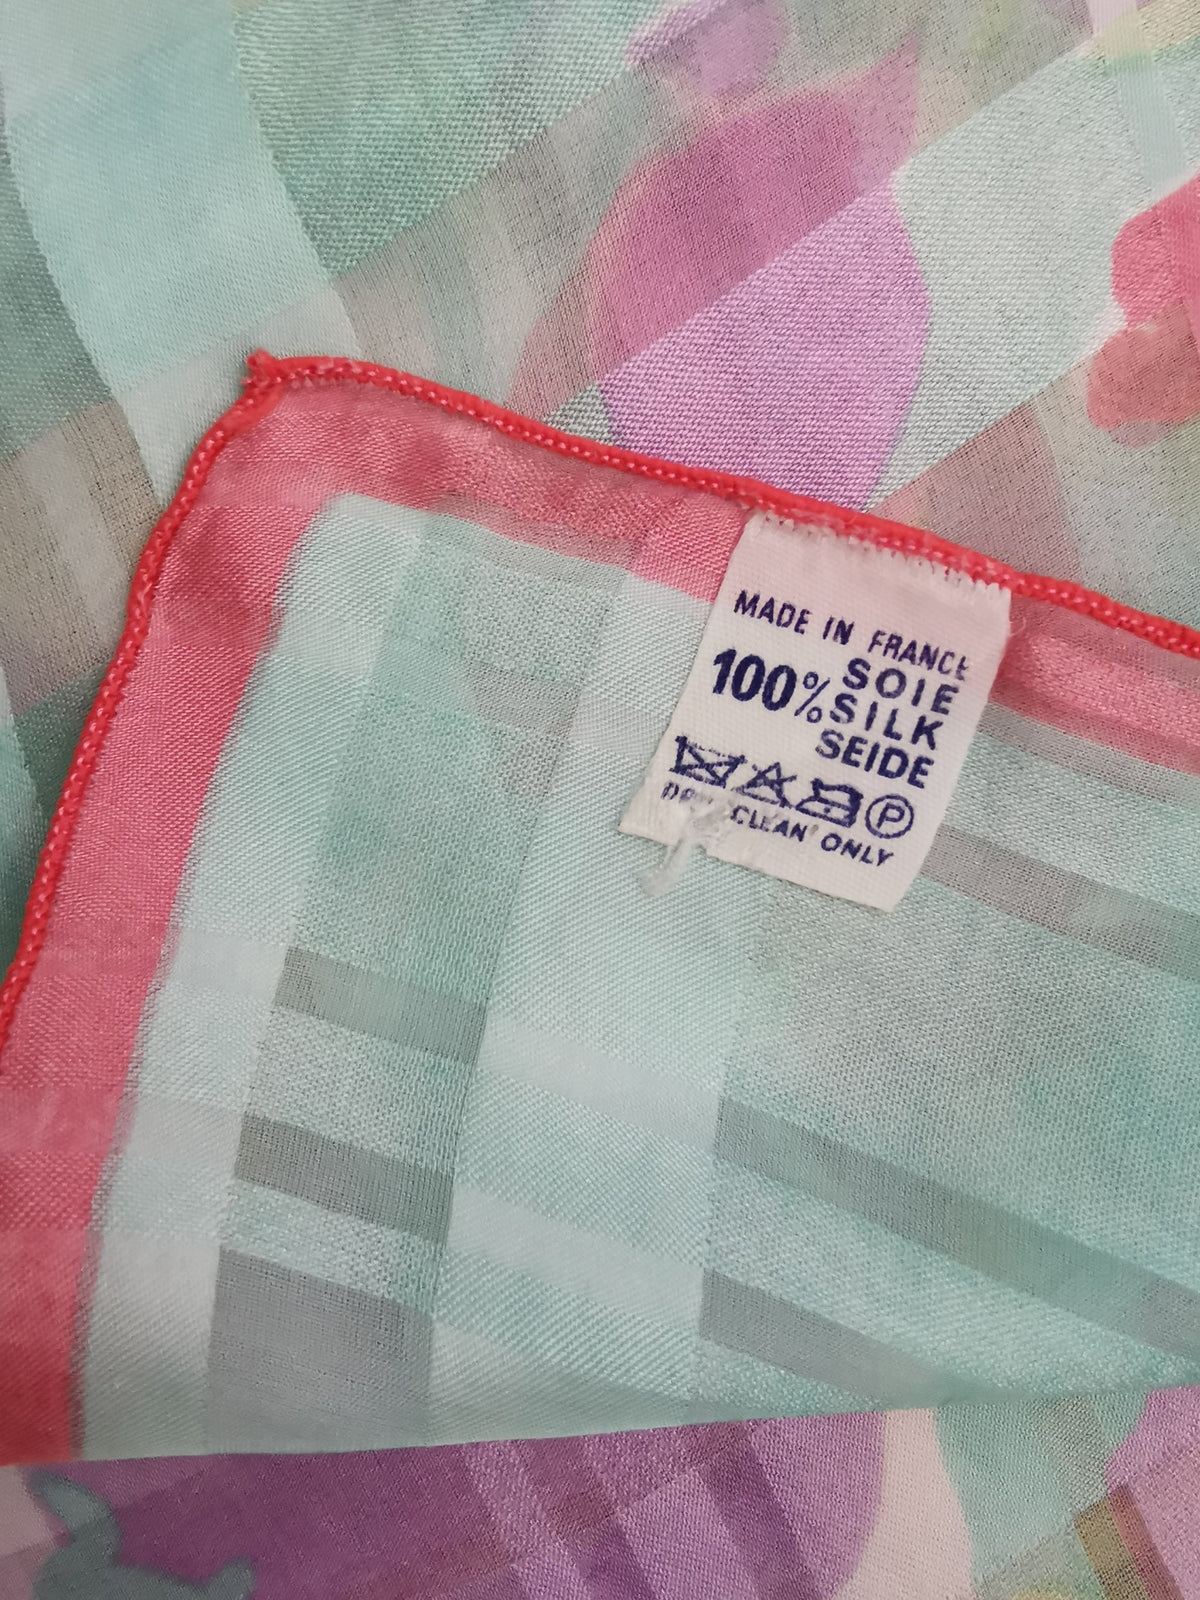 MADE IN FRANCE
100% SOIE
SILK
SEIDE
P
DRY CLEAN ONLY